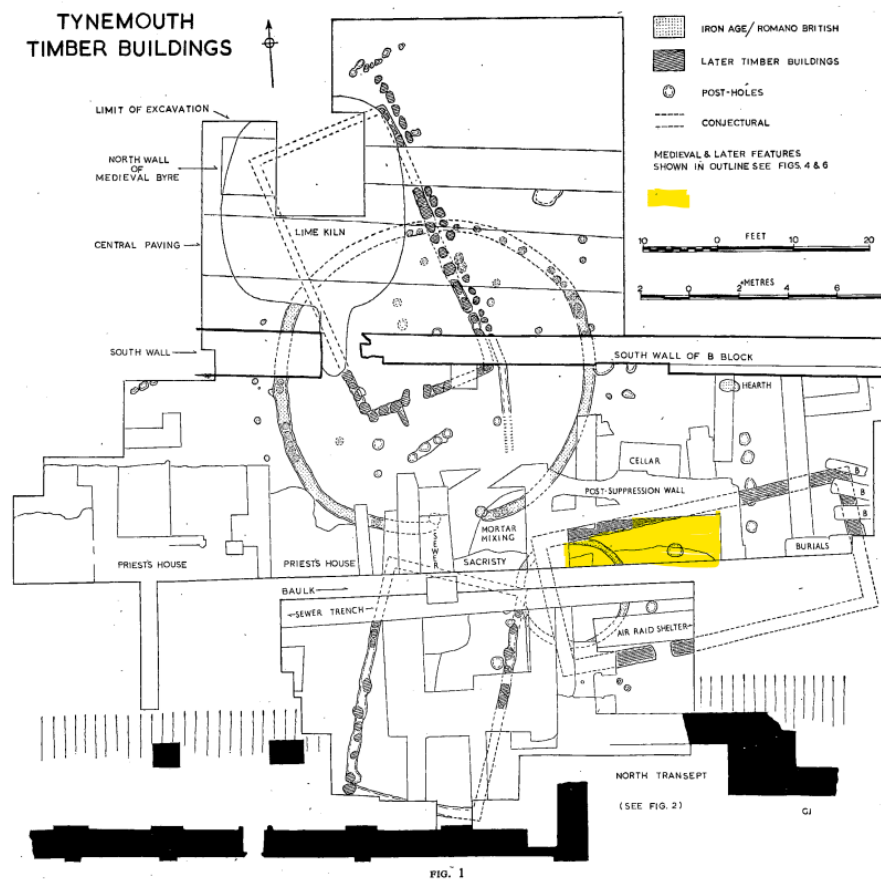 TYNEMOUTH
TIMBER BUILDINGS
IRON AGE/ROMANO BRITISH
LATER TIMBER BUILDINGS
POST-HOLES
CONJECTURAL
MEDIEVAL & LATER FEATURES
SHOWN IN OUTLINE SEE FIGS. 4 & 6
FEET
10 0 10 20
METRES
2 0 2 4 6
LIMIT OF EXCAVATION
NORTH WALL
OF
MEDIEVAL BYRE
CENTRAL PAVING
LIME KILN
SOUTH WALL
SOUTH WALL OF B BLOCK
HEARTH
CELLAR
POST-SUPPRESSION WALL
B
B
B
MORTAR
MIXING
SEWER
SACRISTY
PRIEST'S HOUSE
PRIEST'S HOUSE
BURIALS
BAULK
SEWER TRENCH
AIR RAID SHELTER
NORTH TRANSEPT
(SEE FIG. 2)
GJ
FIG. 1